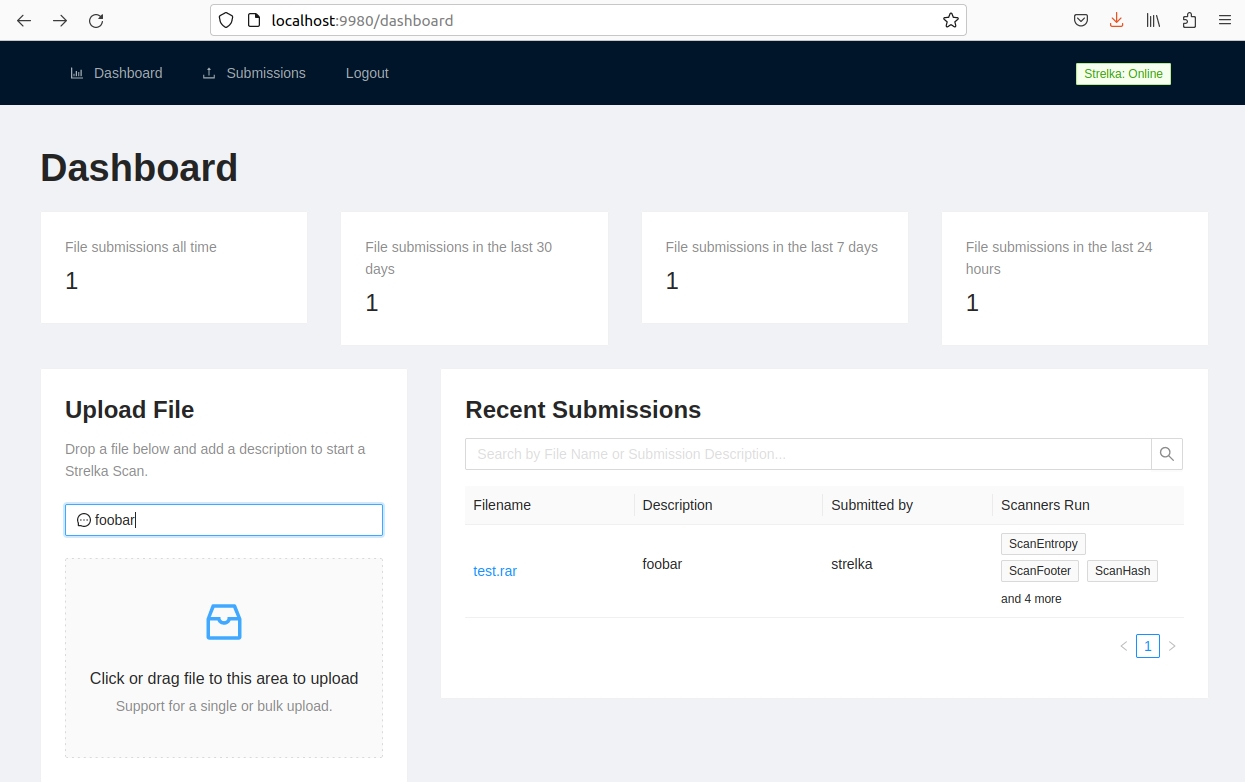 localhost:9980/dashboard
Dashboard
Submissions
Logout
Strelka: Online
Dashboard
File submissions all time
1
File submissions in the last 30
days
1
File submissions in the last 7 days
1
File submissions in the last 24
hours
1
Upload File
Drop a file below and add a description to start a
Strelka Scan.
foobar
Click or drag file to this area to upload
Support for a single or bulk upload.
Recent Submissions
Search by File Name or Submission Description...
Filename Description Submitted by Scanners Run
test.rar foobar strelka
ScanEntropy
ScanFooter ScanHash
and 4 more
1